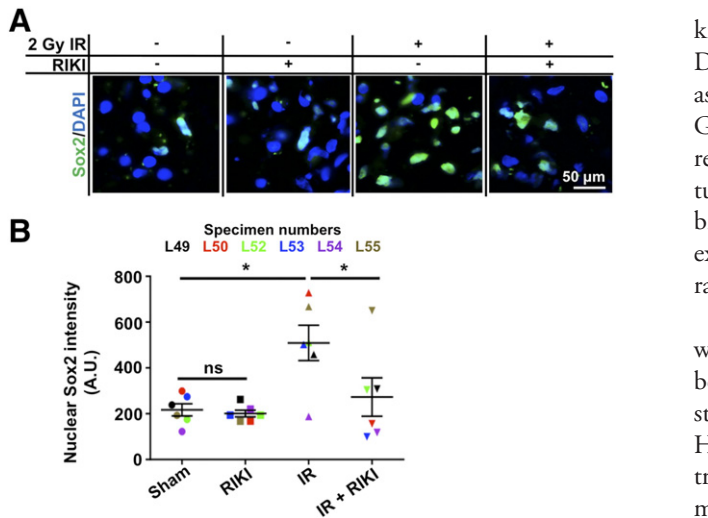 A
2 Gy IR - - + +
RIKI - + - +
Sox2/DAPI
50 µm
B
Specimen numbers
L49 L50 L52 L53 L54 L55
* *
ns
Nuclear Sox2 intensity
(A.U.)
800
600
400
200
0
Sham RIKI IR IR + RIKI
k
D
as
G
re
tu
b
ex
ra
w
be
st
H
tr
m